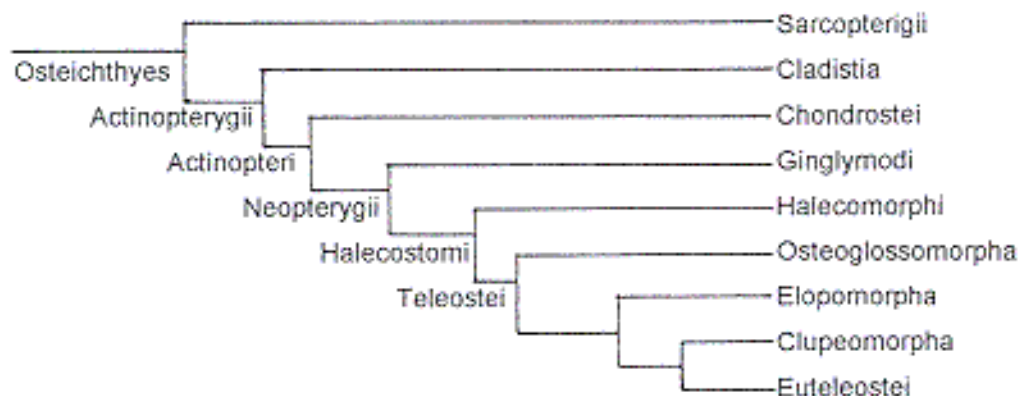 Sarcopterigii
Osteichthyes
Cladistia
Actinopterygii
Chondrostei
Actinopteri
Ginglymodi
Neopterygii
Halecomorphi
Halecostomi
Osteoglossomorpha
Teleostei
Elopomorpha
Clupeomorpha
Euteleostei